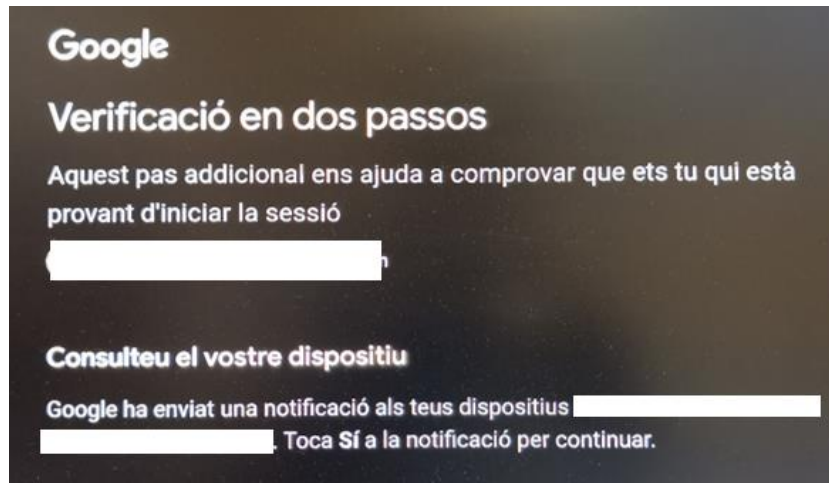 Google
Verificació en dos passos
Aquest pas addicional ens ajuda a comprovar que ets tu qui està
provant d'iniciar la sessió
Consulteu el vostre dispositiu
Google ha enviat una notificació als teus dispositius
. Toca Sí a la notificació per continuar.